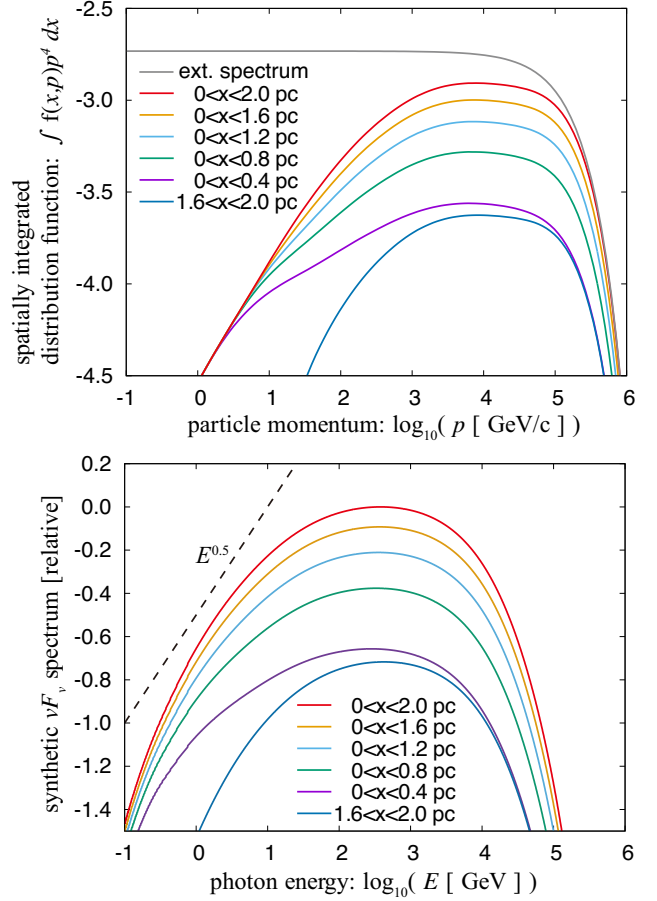 -2.5
-3.0
-3.5
-4.0
-4.5
spatially integrated
distribution function: ∫ f(x,p)p⁴ dx
ext. spectrum
0<x<2.0 pc
0<x<1.6 pc
0<x<1.2 pc
0<x<0.8 pc
0<x<0.4 pc
1.6<x<2.0 pc
-1 0 1 2 3 4 5 6
particle momentum: log₁₀( p [ GeV/c ] )
0.2
0.0
-0.2
-0.4
-0.6
-0.8
-1.0
-1.2
-1.4
synthetic νFᵥ spectrum [relative]
E⁰·⁵
0<x<2.0 pc
0<x<1.6 pc
0<x<1.2 pc
0<x<0.8 pc
0<x<0.4 pc
1.6<x<2.0 pc
-1 0 1 2 3 4 5 6
photon energy: log₁₀( E [ GeV ] )